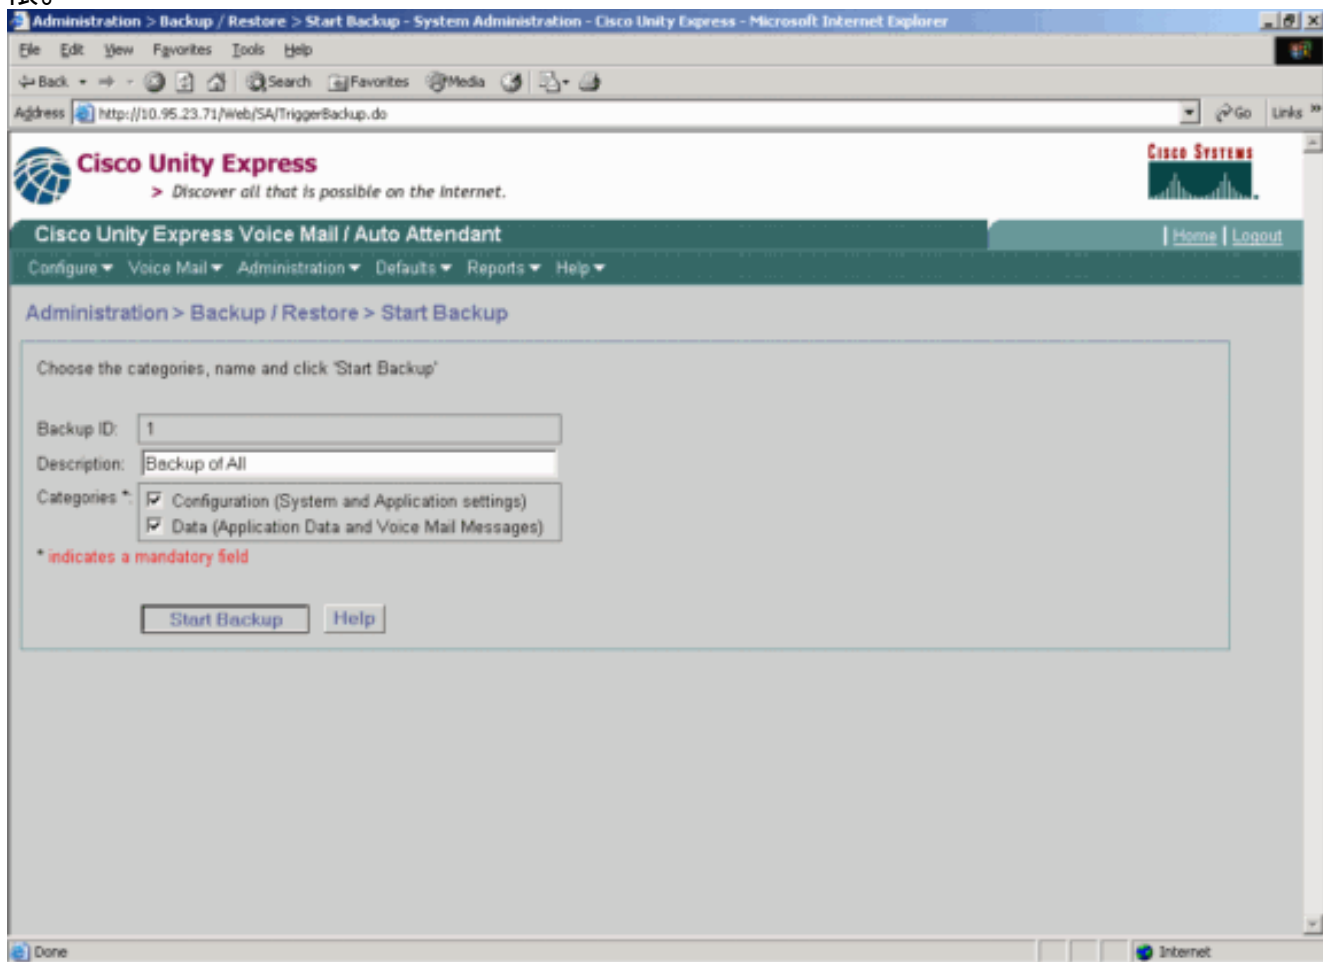 Administration > Backup / Restore > Start Backup - System Administration - Cisco Unity Express - Microsoft Internet Explorer
File Edit View Favorites Tools Help
Back Search Favorites Media
Address http://10.95.23.71/Web/SA/TriggerBackup.do Go Links »
Cisco Unity Express
> Discover all that is possible on the Internet.
CISCO SYSTEMS
Cisco Unity Express Voice Mail / Auto Attendant | Home | Logout
Configure Voice Mail Administration Defaults Reports Help
Administration > Backup / Restore > Start Backup
Choose the categories, name and click 'Start Backup'
Backup ID: 1
Description: Backup of All
Categories *: Configuration (System and Application settings)
Data (Application Data and Voice Mail Messages)
* indicates a mandatory field
Start Backup Help
Done Internet